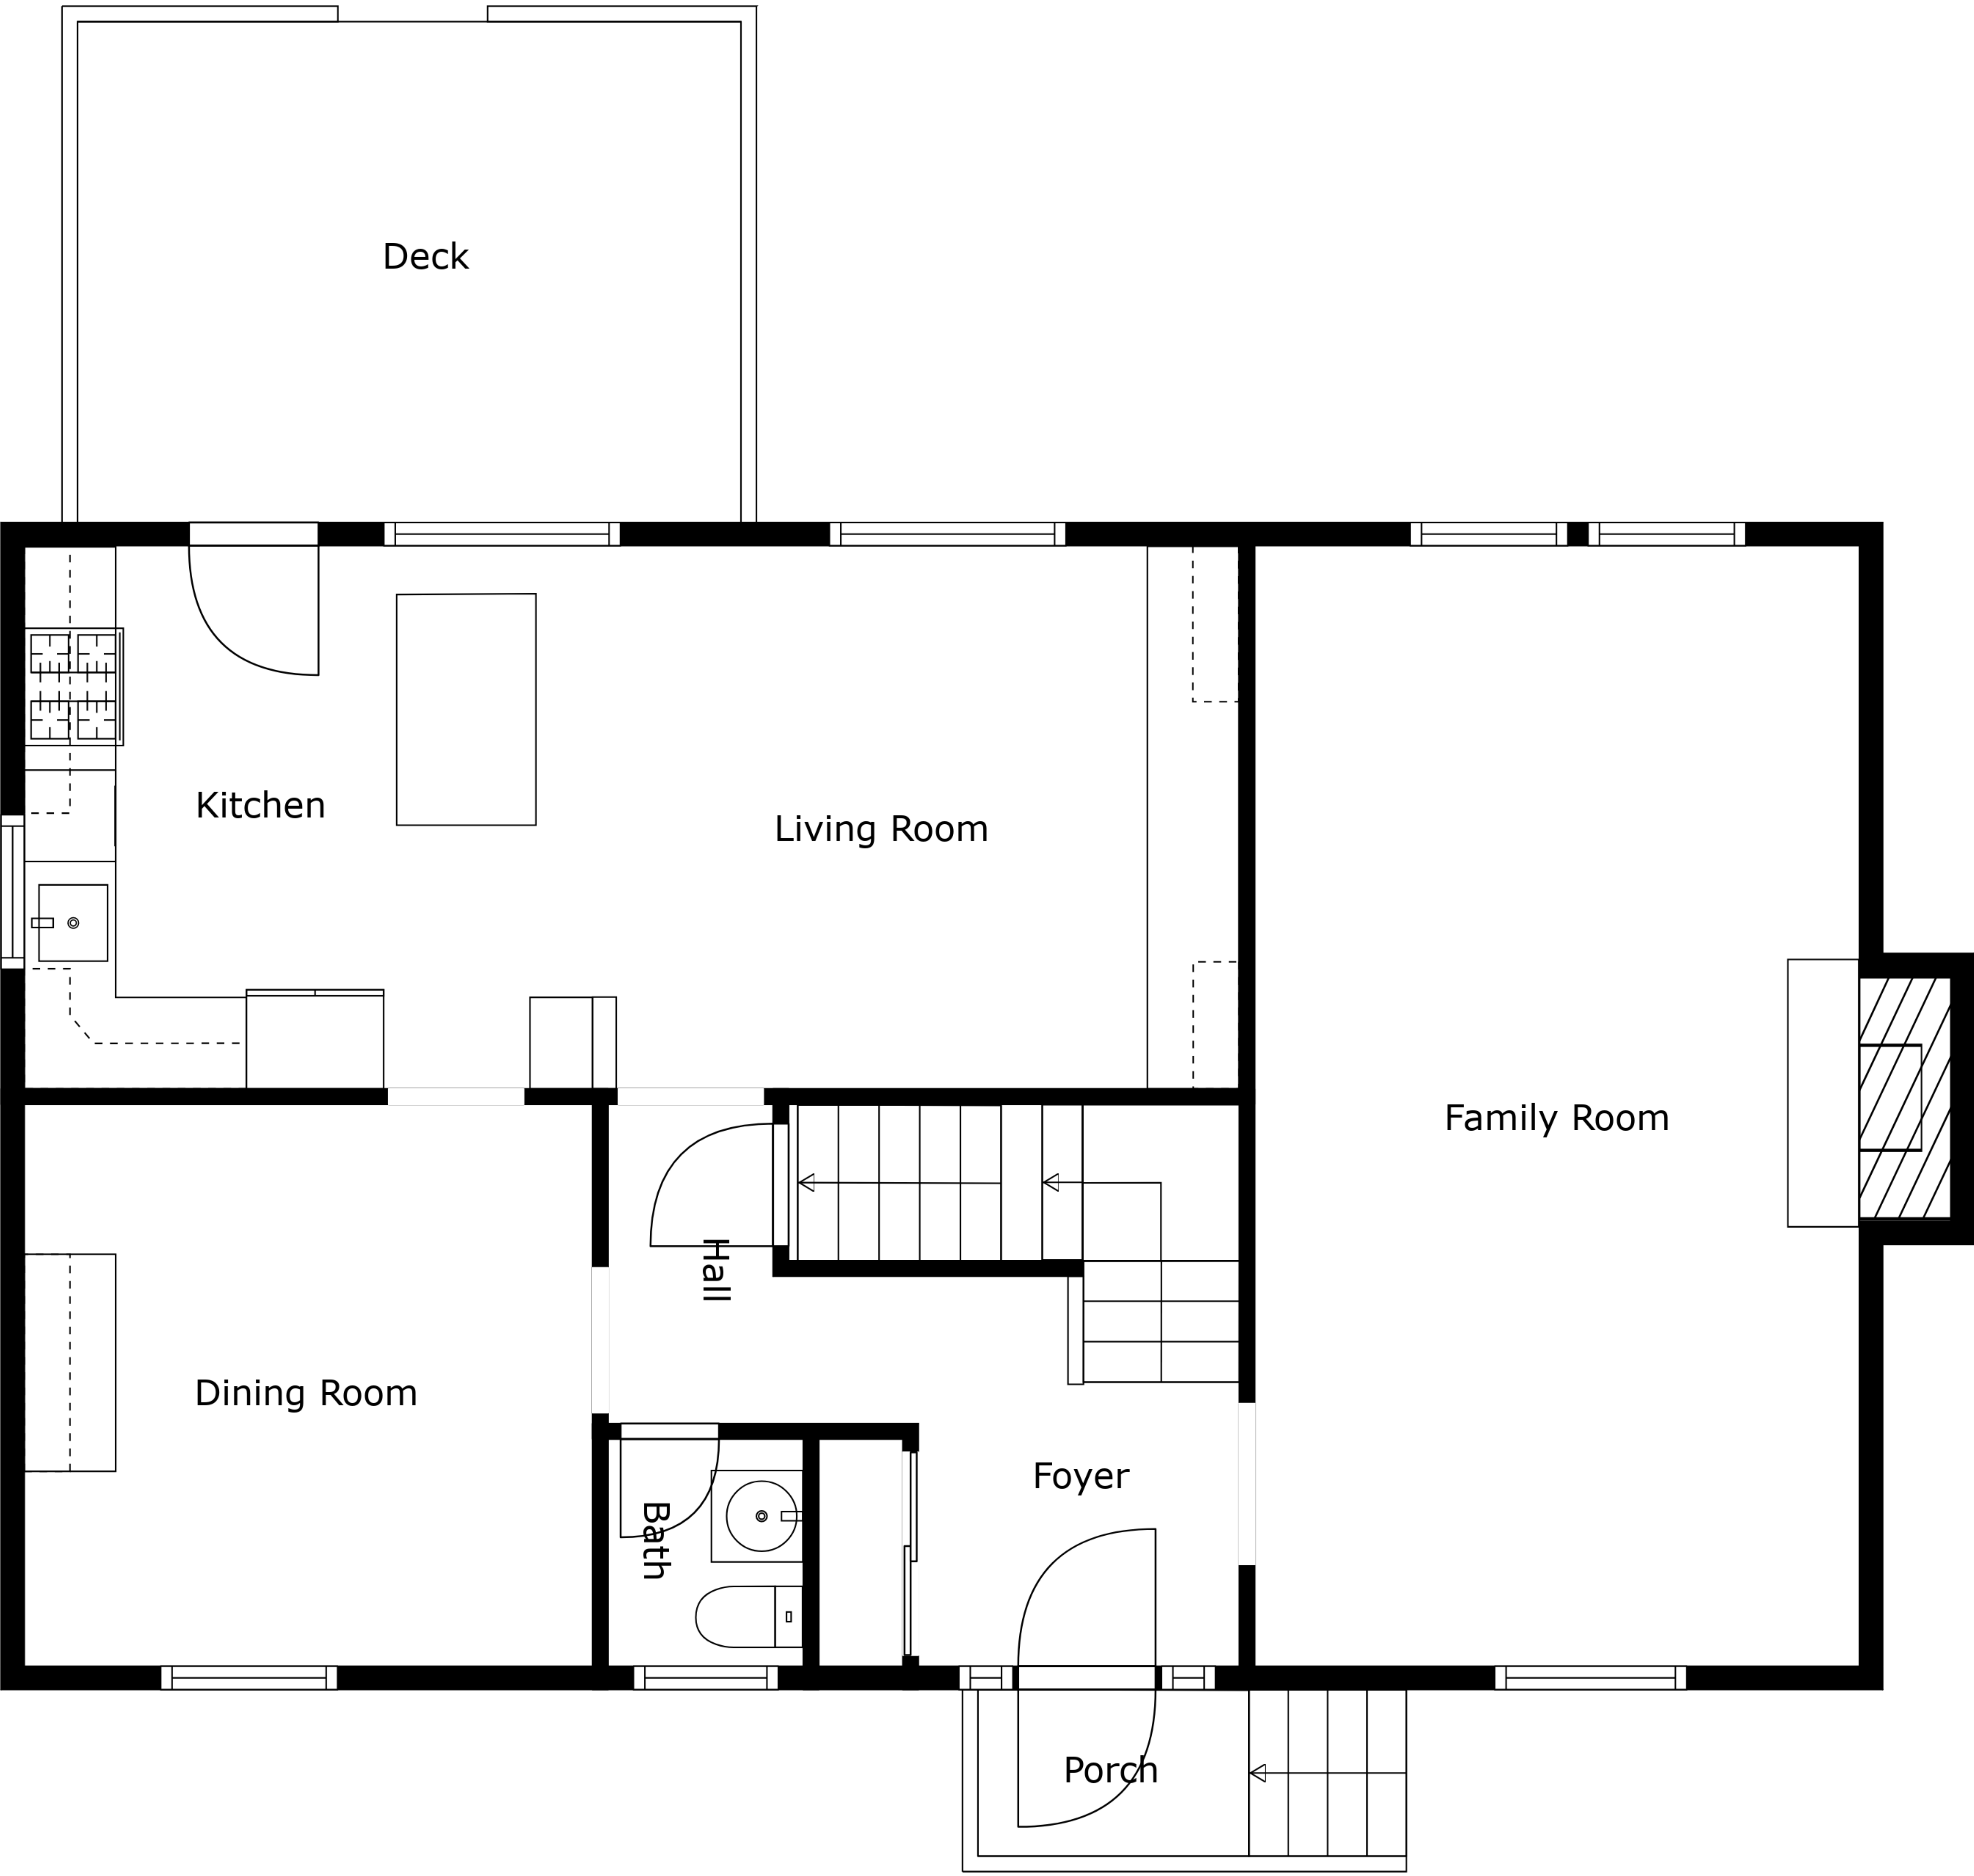 Deck
Kitchen
Living Room
Family Room
Hall
Dining Room
Foyer
Bath
Porch